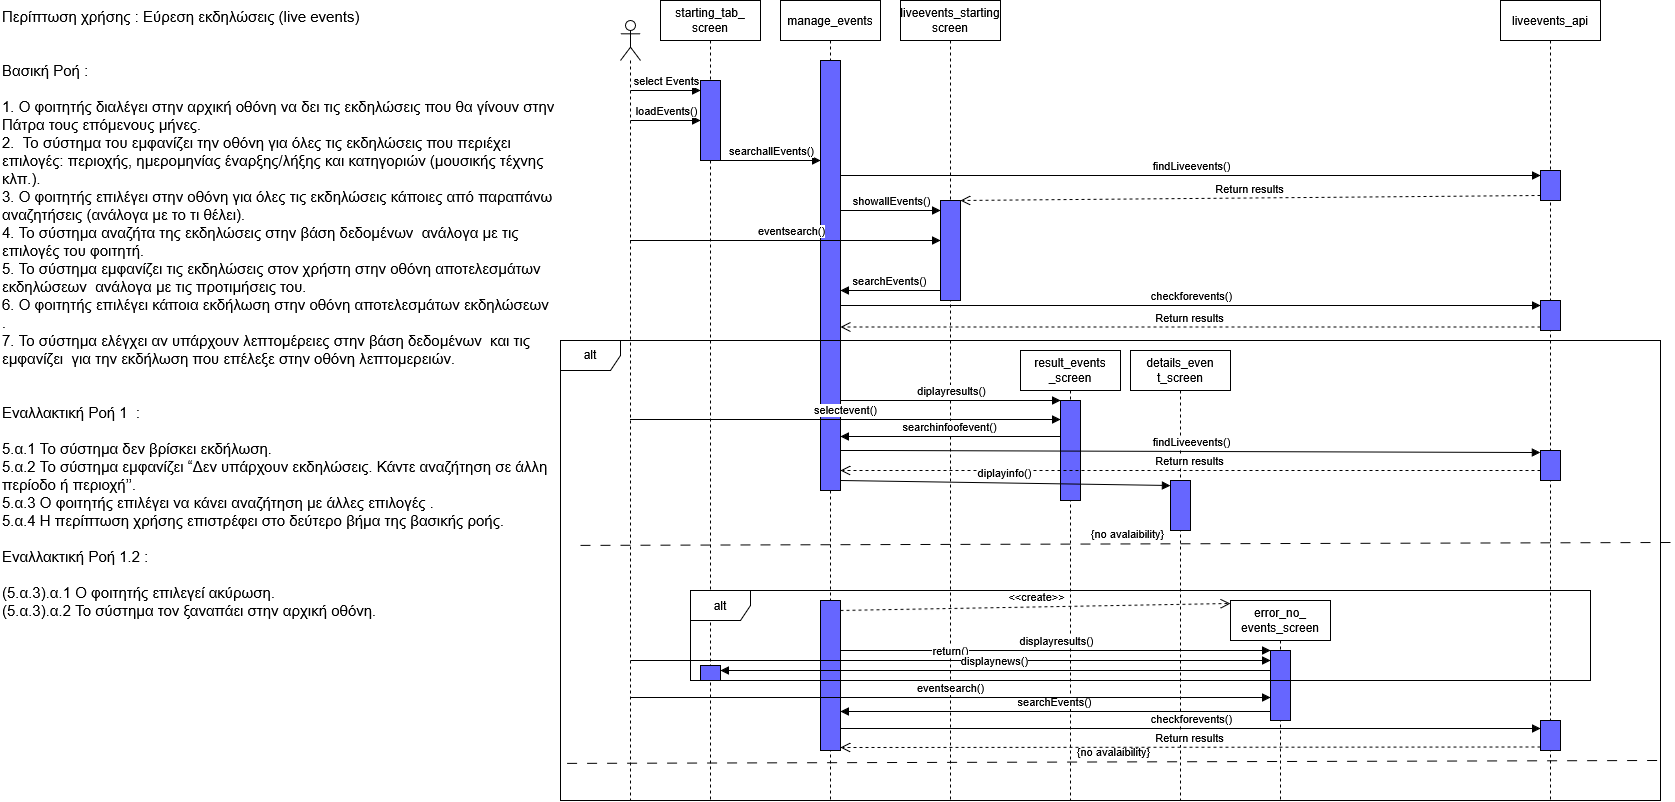 Περίπτωση χρήσης : Εύρεση εκδηλώσεις (live events)
Βασική Ροή :
1. Ο φοιτητής διαλέγει στην αρχική οθόνη να δει τις εκδηλώσεις που θα γίνουν στην
Πάτρα τους επόμενους μήνες.
2.  Το σύστημα του εμφανίζει την οθόνη για όλες τις εκδηλώσεις που περιέχει
επιλογές: περιοχής, ημερομηνίας έναρξης/λήξης και κατηγοριών (μουσικής τέχνης
κλπ.).
3. Ο φοιτητής επιλέγει στην οθόνη για όλες τις εκδηλώσεις κάποιες από παραπάνω
αναζητήσεις (ανάλογα με το τι θέλει).
4. Το σύστημα αναζήτα της εκδηλώσεις στην βάση δεδομένων  ανάλογα με τις
επιλογές του φοιτητή.
5. Το σύστημα εμφανίζει τις εκδηλώσεις στον χρήστη στην οθόνη αποτελεσμάτων
εκδηλώσεων  ανάλογα με τις προτιμήσεις του.
6. Ο φοιτητής επιλέγει κάποια εκδήλωση στην οθόνη αποτελεσμάτων εκδηλώσεων
.
7. Το σύστημα ελέγχει αν υπάρχουν λεπτομέρειες στην βάση δεδομένων  και τις
εμφανίζει  για την εκδήλωση που επέλεξε στην οθόνη λεπτομερειών.
Εναλλακτική Ροή 1  :
5.α.1 Το σύστημα δεν βρίσκει εκδήλωση.
5.α.2 Το σύστημα εμφανίζει “Δεν υπάρχουν εκδηλώσεις. Κάντε αναζήτηση σε άλλη
περίοδο ή περιοχή’’.
5.α.3 Ο φοιτητής επιλέγει να κάνει αναζήτηση με άλλες επιλογές .
5.α.4 Η περίπτωση χρήσης επιστρέφει στο δεύτερο βήμα της βασικής ροής.
Εναλλακτική Ροή 1.2 :
(5.α.3).α.1 Ο φοιτητής επιλεγεί ακύρωση.
(5.α.3).α.2 Το σύστημα τον ξαναπάει στην αρχική οθόνη.
starting_tab_
screen
manage_events
liveevents_starting
screen
liveevents_api
select Events
loadEvents()
searchallEvents()
findLiveevents()
Return results
showallEvents()
eventsearch()
searchEvents()
checkforevents()
Return results
alt
result_events
_screen
details_even
t_screen
diplayresults()
selectevent()
searchinfoofevent()
findLiveevents()
Return results
diplayinfo()
{no avalaibility}
alt
<<create>>
error_no_
events_screen
displayresults()
return()
displaynews()
eventsearch()
searchEvents()
checkforevents()
Return results
{no avalaibility}